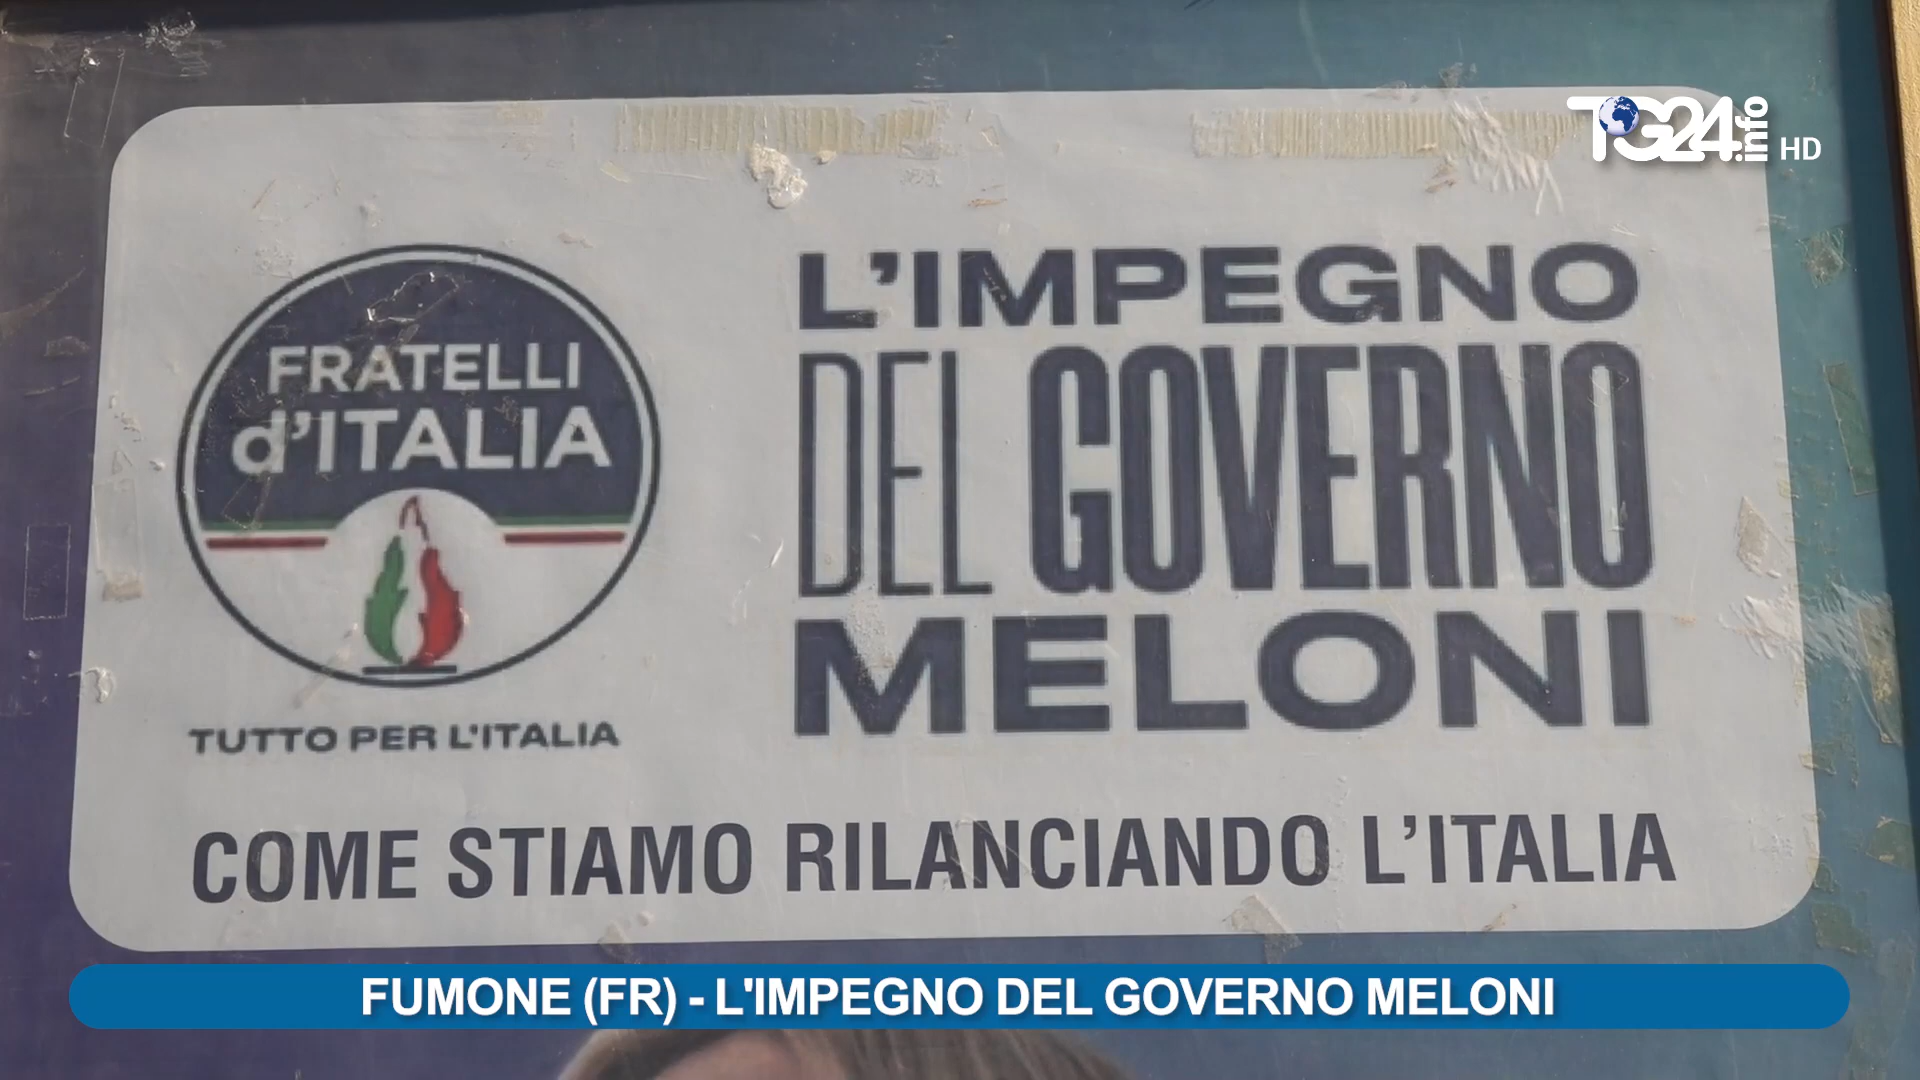 TG24.info HD
FRATELLI
d'ITALIA
TUTTO PER L'ITALIA
L'IMPEGNO
DEL GOVERNO
MELONI
COME STIAMO RILANCIANDO L'ITALIA
FUMONE (FR) - L'IMPEGNO DEL GOVERNO MELONI